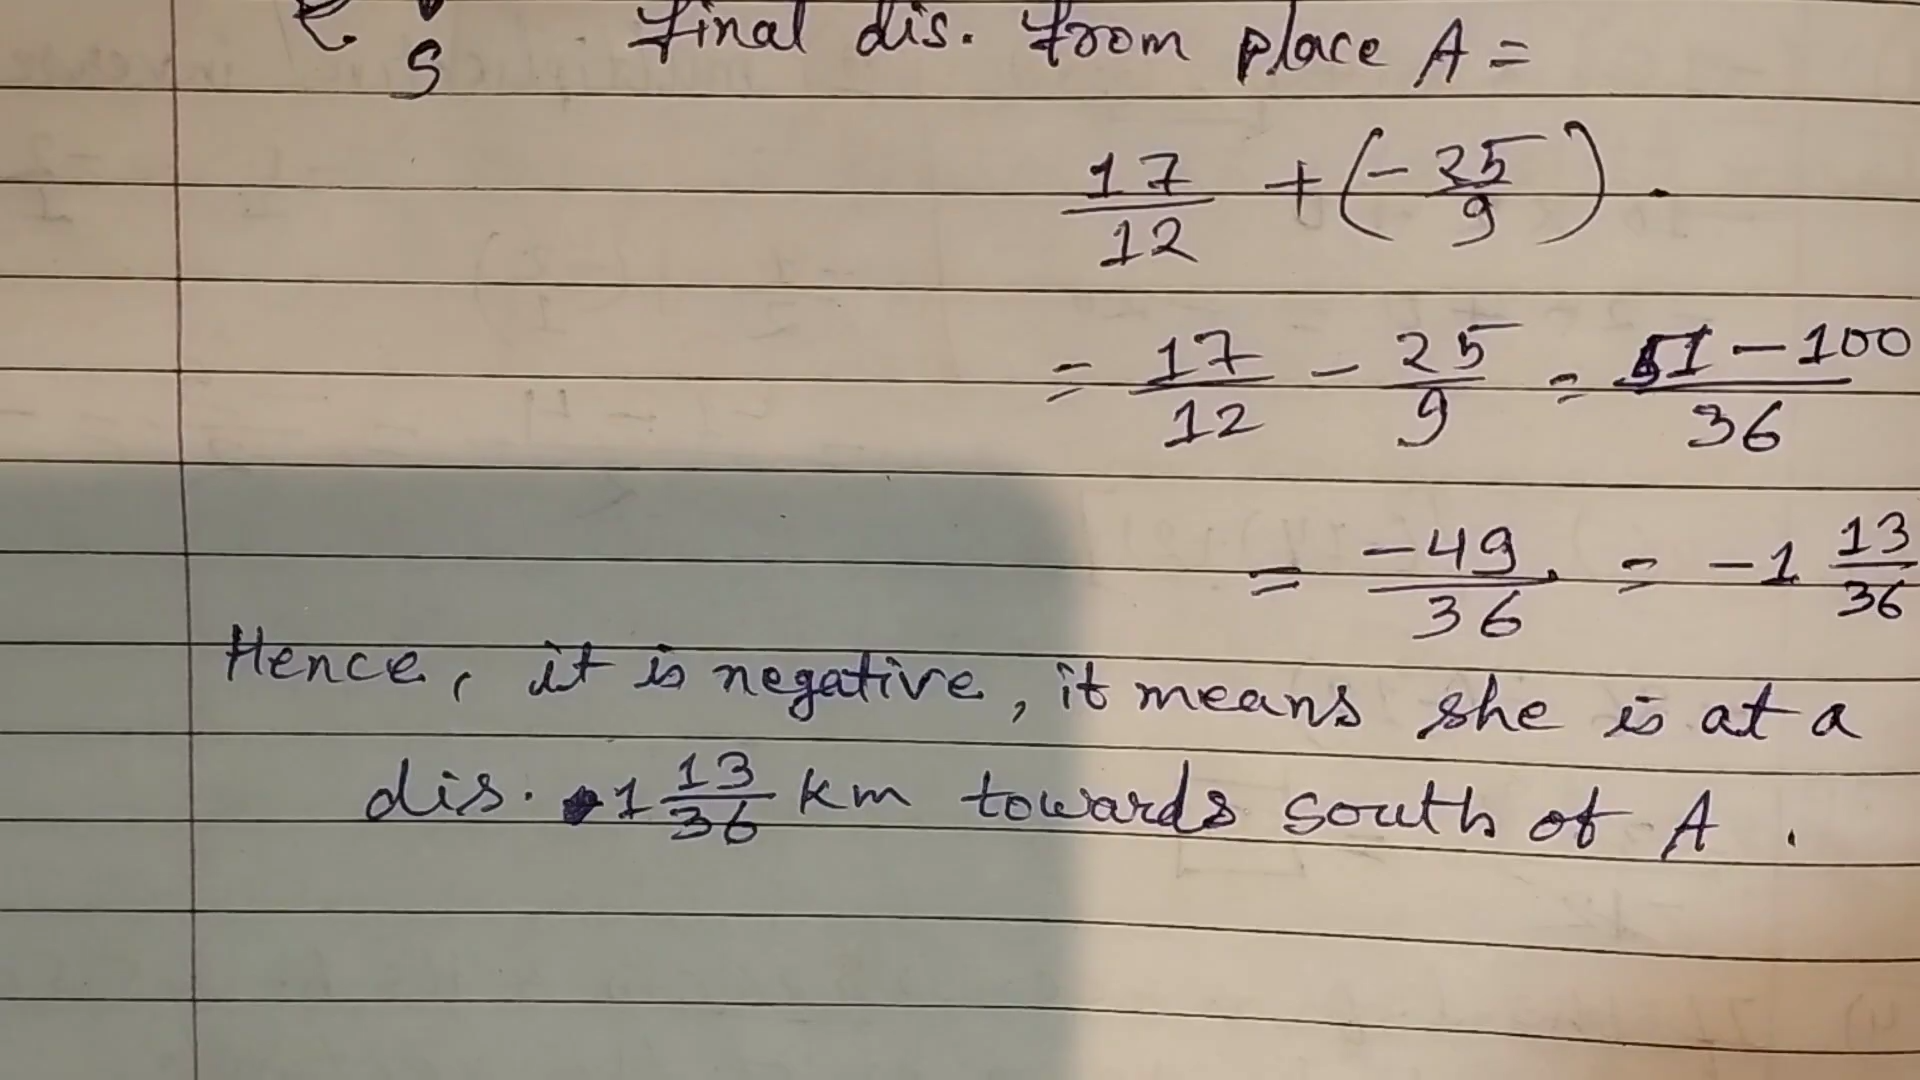 S final dis. from place A =
17/12 + (- 25/9).
= 17/12 - 25/9 = 51 - 100/36
= -49/36 = -1 13/36
Hence, it is negative, it means she is at a
dis. 1 13/36 km towards south of A.